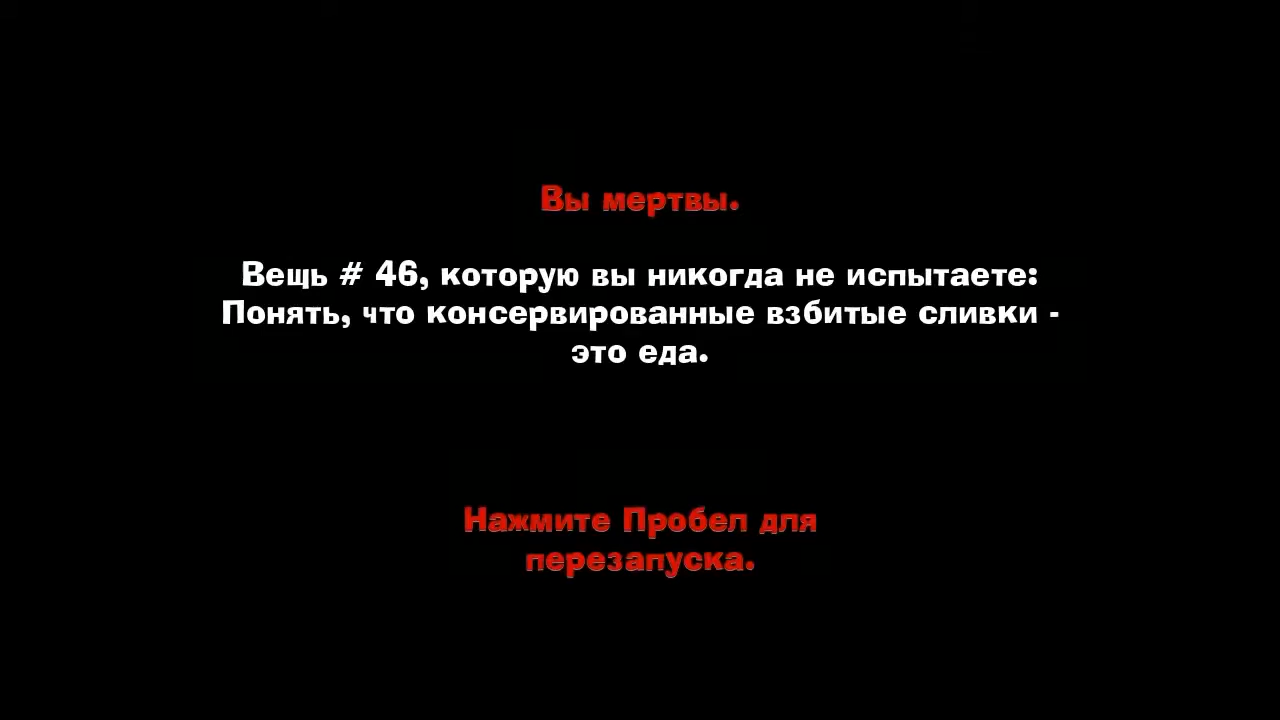 Вы мертвы.
Вещь # 46, которую вы никогда не испытаете:
Понять, что консервированные взбитые сливки -
это еда.
Нажмите Пробел для
перезапуска.